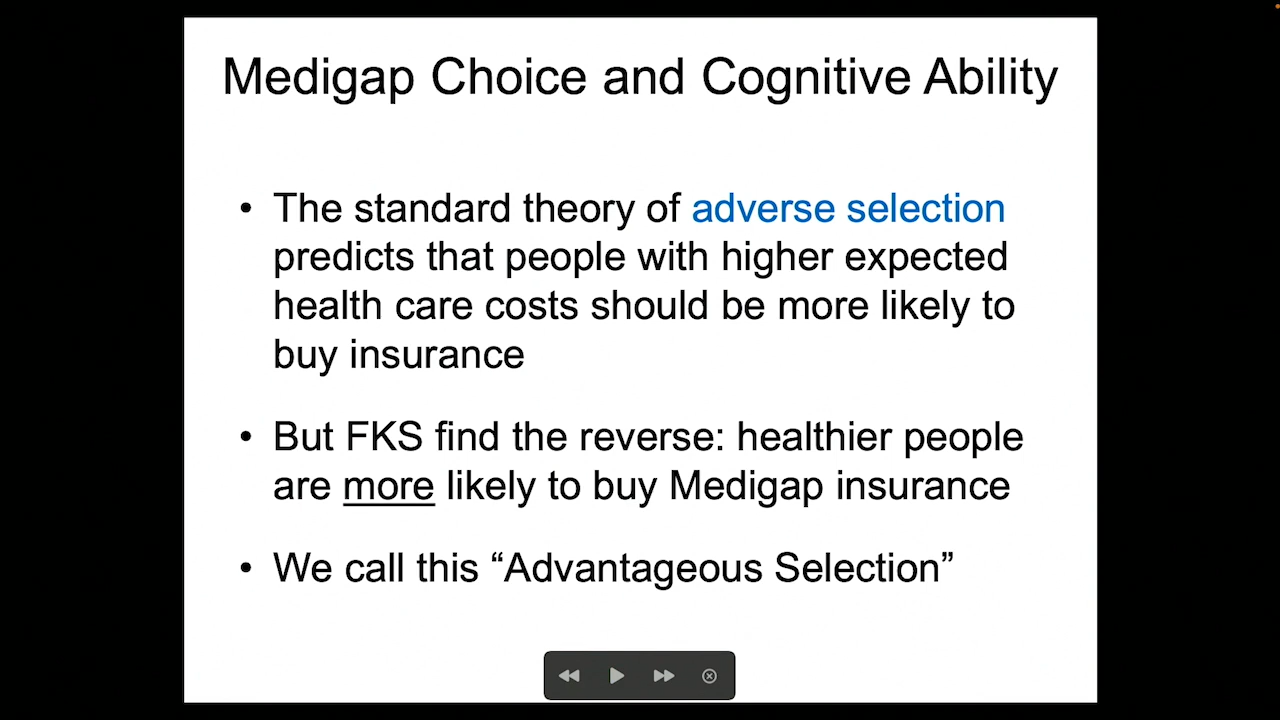 Medigap Choice and Cognitive Ability
• The standard theory of adverse selection
predicts that people with higher expected
health care costs should be more likely to
buy insurance
• But FKS find the reverse: healthier people
are more likely to buy Medigap insurance
• We call this “Advantageous Selection”